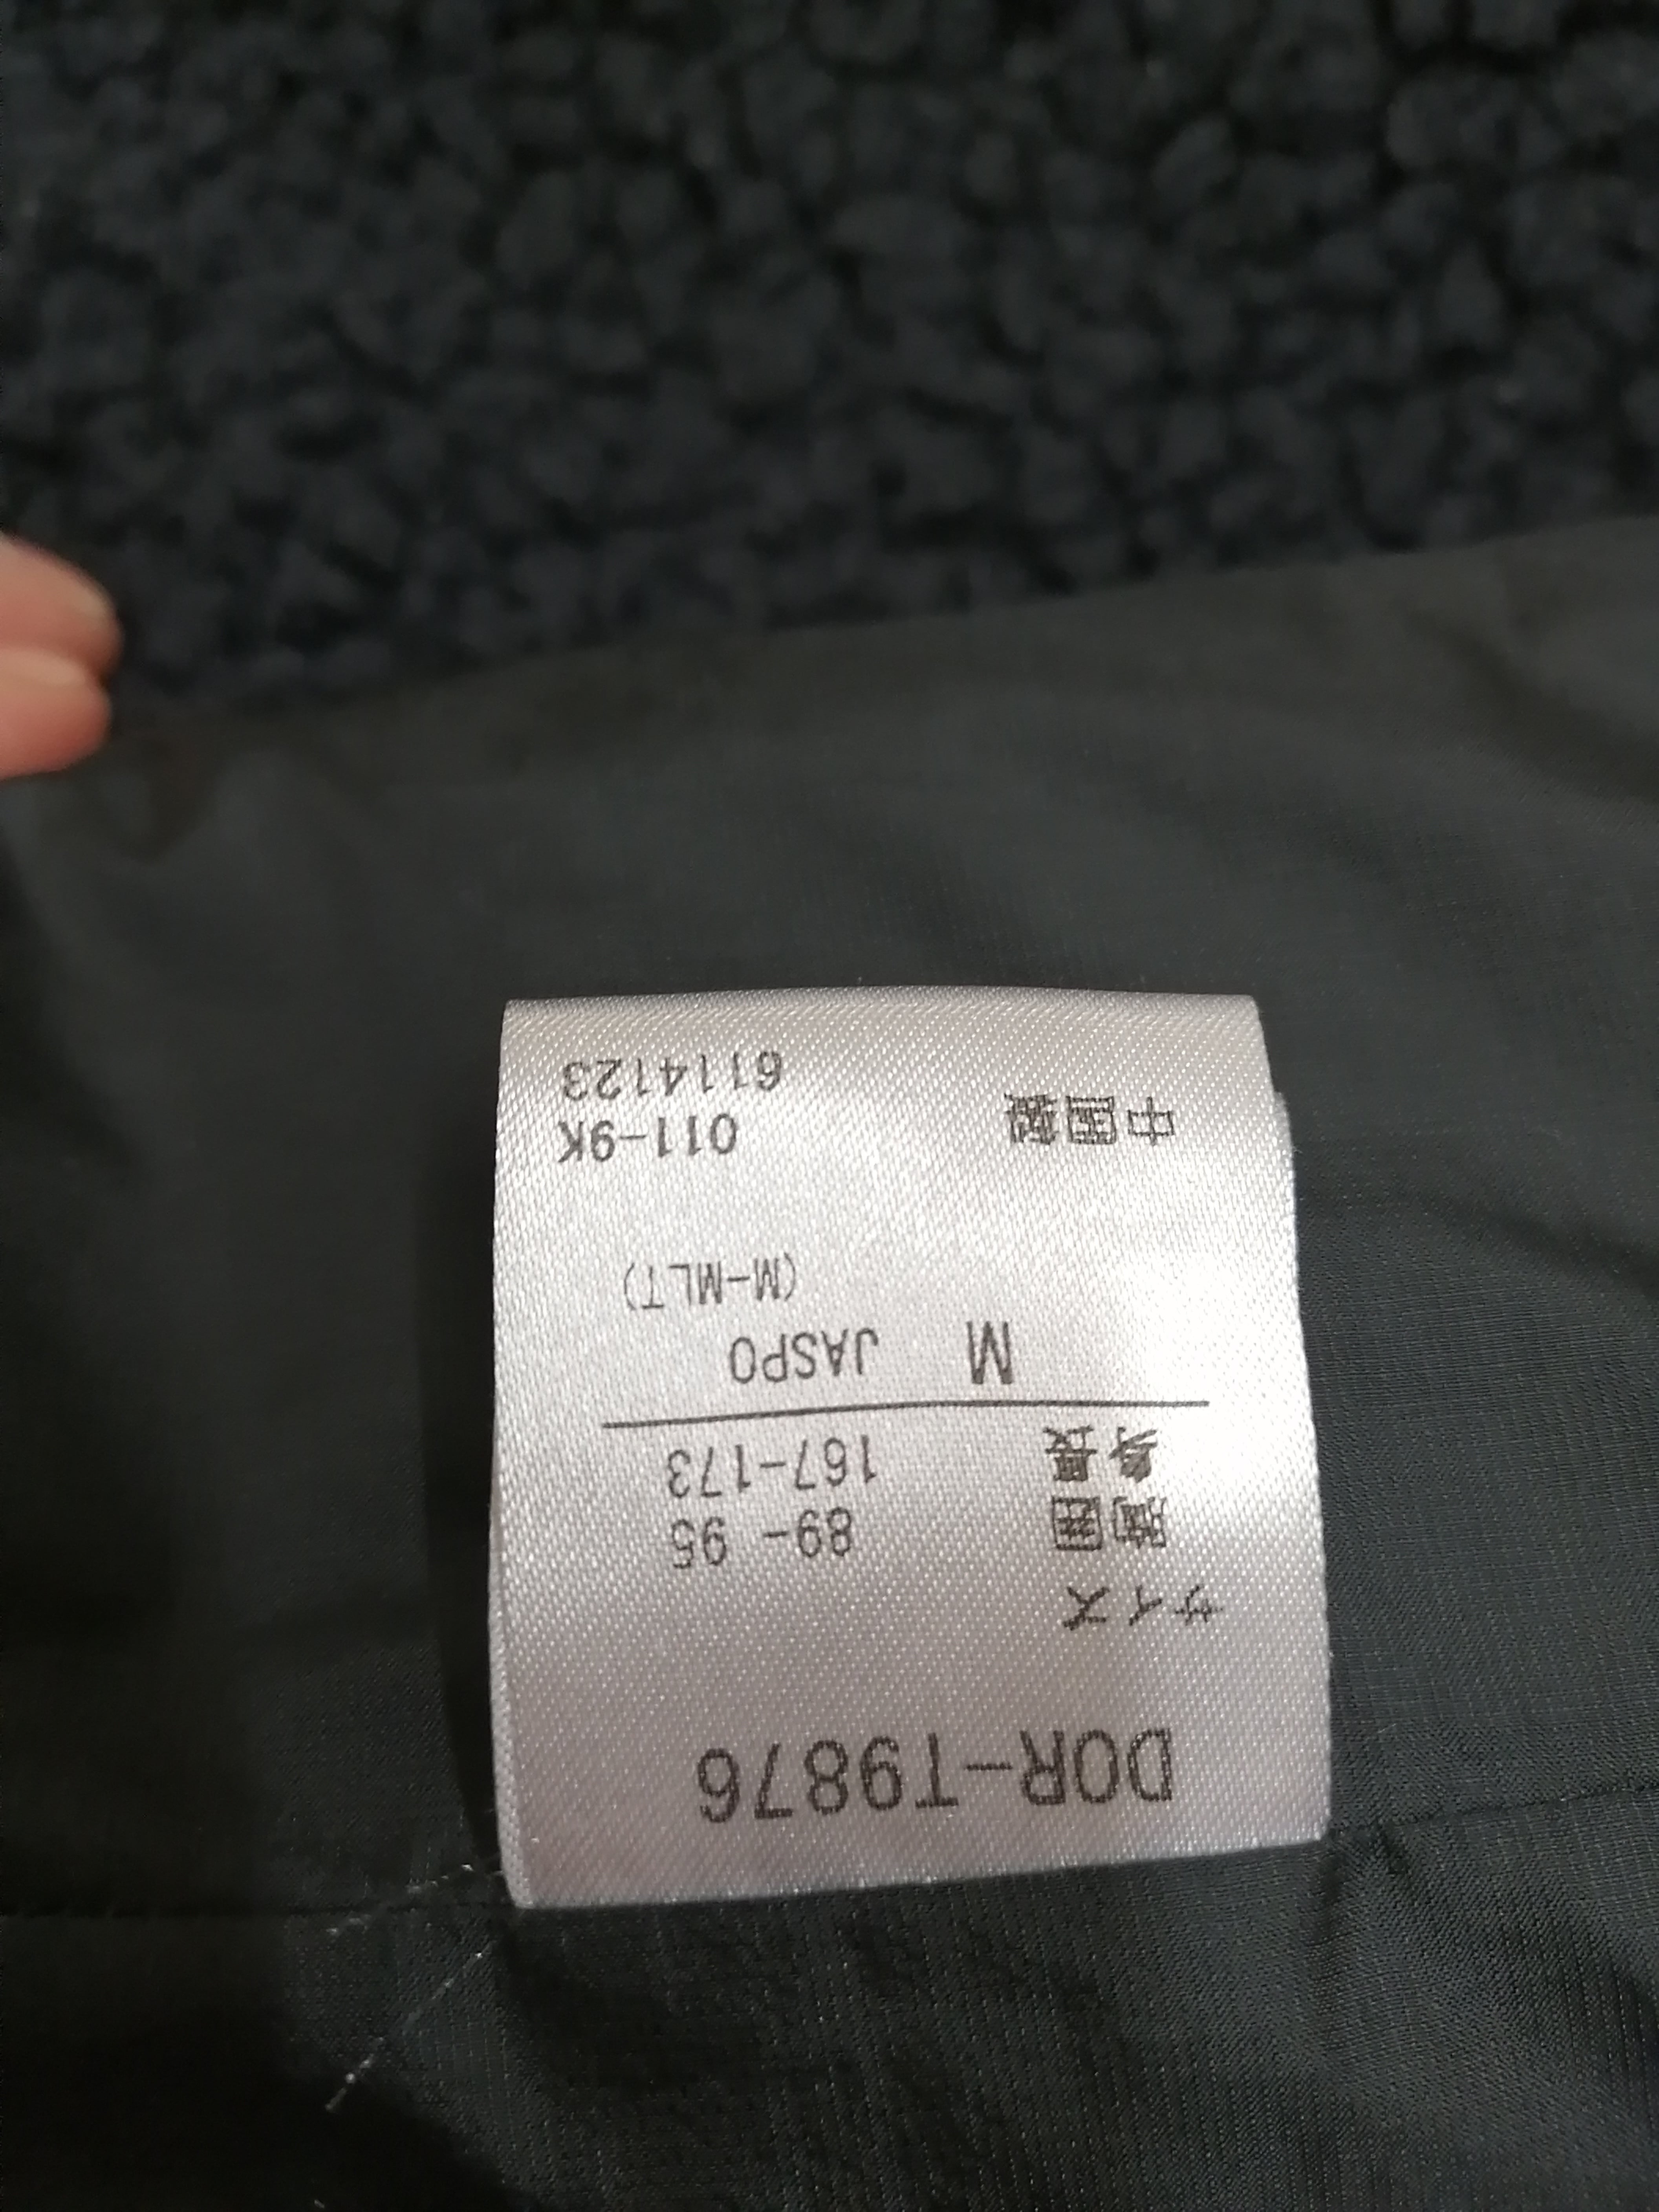 DOR-T9876
サイズ
胸囲 89- 95
身長 167-173
M JASPO
(M-MLT)
011-9K
中国製
6114123